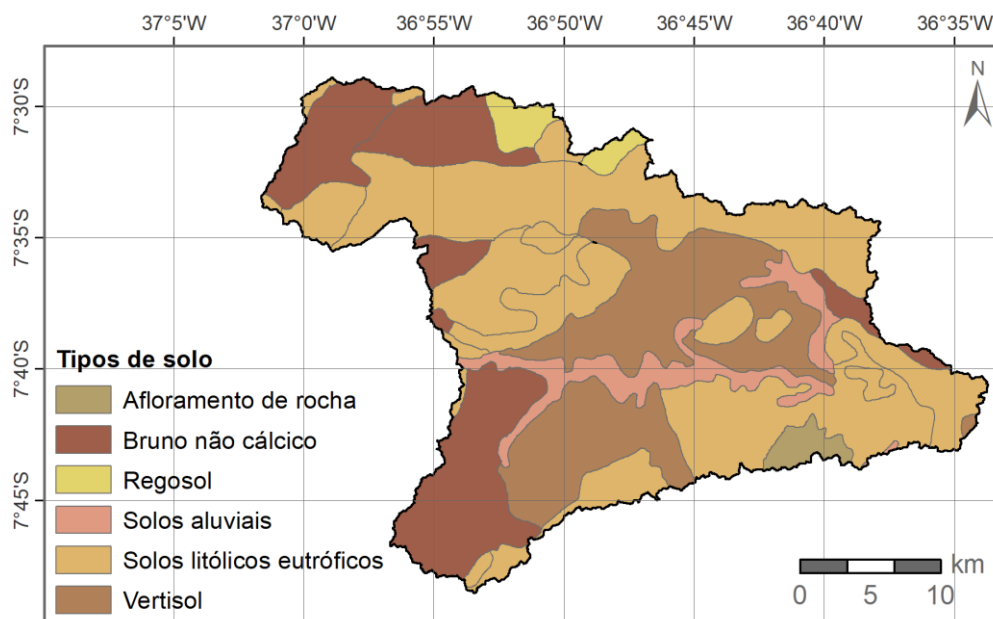 37°5'W 37°0'W 36°55'W 36°50'W 36°45'W 36°40'W 36°35'W
N
7°30'S
7°35'S
7°40'S
7°45'S
Tipos de solo
Afloramento de rocha
Bruno não cálcico
Regosol
Solos aluviais
Solos litólicos eutróficos
Vertisol
km
0 5 10